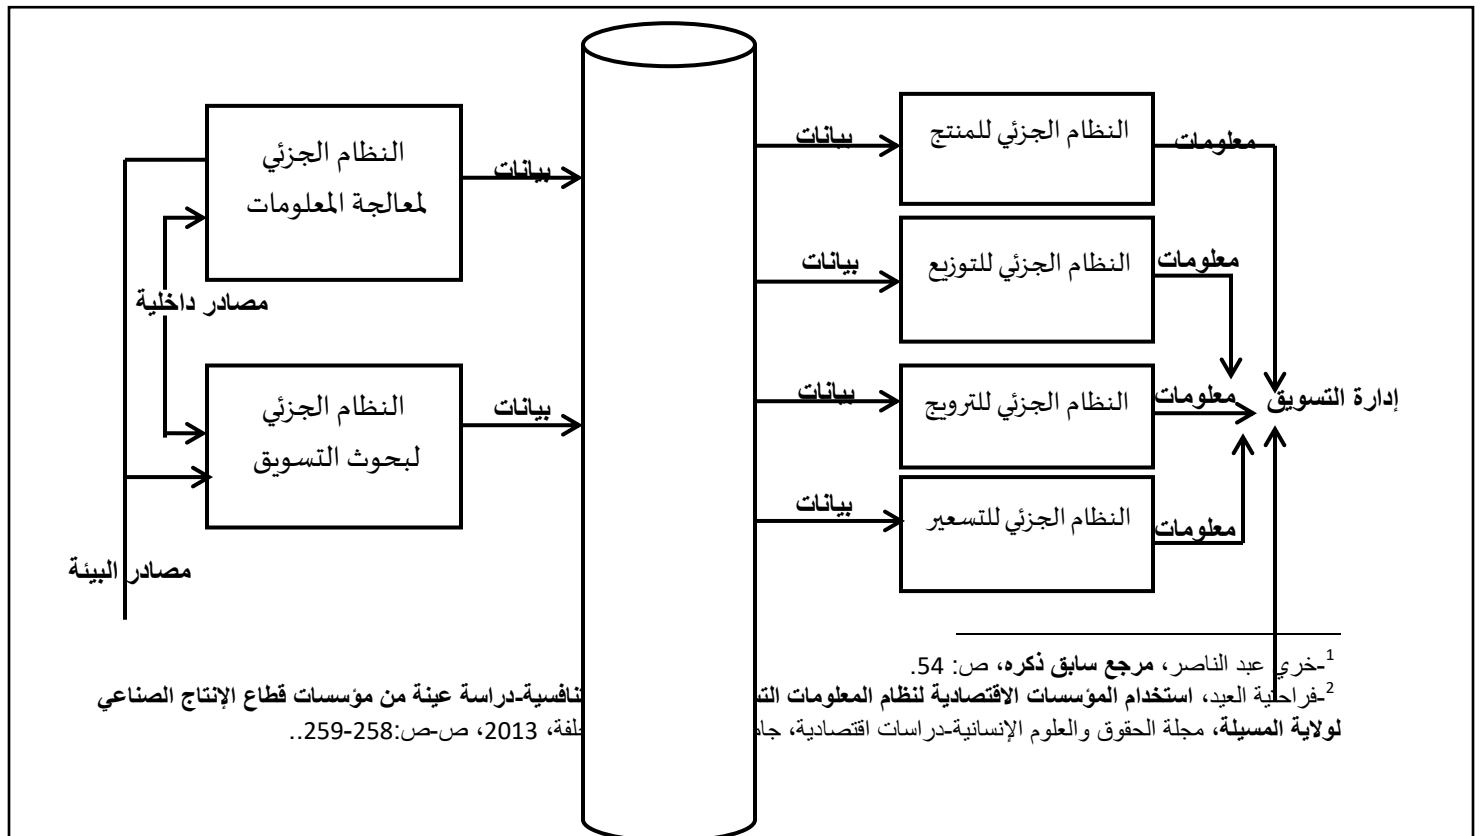 النظام الجزئي للمنتج
بيانات
معلومات
النظام الجزئي
لمعالجة المعلومات
بيانات
النظام الجزئي للتوزيع
بيانات
معلومات
مصادر داخلية
النظام الجزئي للترويج
بيانات
معلومات
إدارة التسويق
النظام الجزئي
لبحوث التسويق
بيانات
النظام الجزئي للتسعير
بيانات
معلومات
مصادر البيئة
1-خري عبد الناصر، مرجع سابق ذكره، ص: 54.
2-فراحتية العيد، استخدام المؤسسات الاقتصادية لنظام المعلومات تنافسية-دراسة عينة من مؤسسات قطاع الإنتاج الصناعي
لولاية المسيلة، مجلة الحقوق والعلوم الإنسانية-دراسات اقتصادية، 2013، ص-ص:258-259..